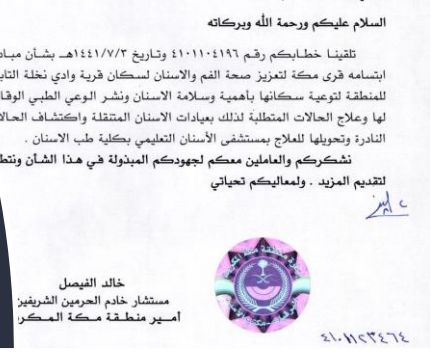 السلام عليكم ورحمة الله وبركاته
تلقينا خطابكم رقم ٤١٠١١٠٤١٩٦ وتاريخ ١٤٤١/٧/٣هـ بشأن
ابتسامه قرى مكة لتعزيز صحة الفم والاسنان لسكان قرية وادي نخلة
للمنطقة لتوعية سكانها بأهمية وسلامة الاسنان ونشر الوعي الطبي
لها وعلاج الحالات المتطلبة لذلك بعيادات الاسنان المتنقلة واكتشاف
النادرة وتحويلها للعلاج بمستشفى الأسنان التعليمي بكلية طب الاسنان .
نشكركم والعاملين معكم لجهودكم المبذولة في هذا الشأن
لتقديم المزيد . ولمعاليكم تحياتي
خالد الفيصل
مستشار خادم الحرمين الشريفين
أمير منطقة مكة